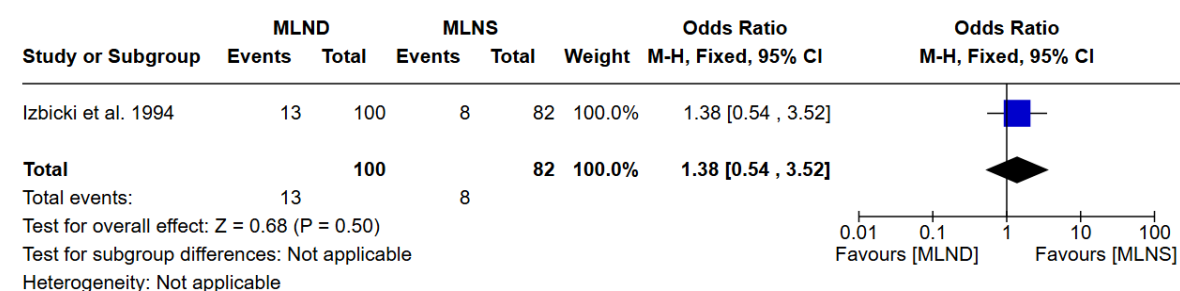 MLND MLNS Odds Ratio Odds Ratio
Study or Subgroup Events Total Events Total Weight M-H, Fixed, 95% CI M-H, Fixed, 95% CI
Izbicki et al. 1994 13 100 8 82 100.0% 1.38 [0.54 , 3.52]
Total 100 82 100.0% 1.38 [0.54 , 3.52]
Total events: 13 8
Test for overall effect: Z = 0.68 (P = 0.50)
0.01 0.1 1 10 100
Test for subgroup differences: Not applicable Favours [MLND] Favours [MLNS]
Heterogeneity: Not applicable